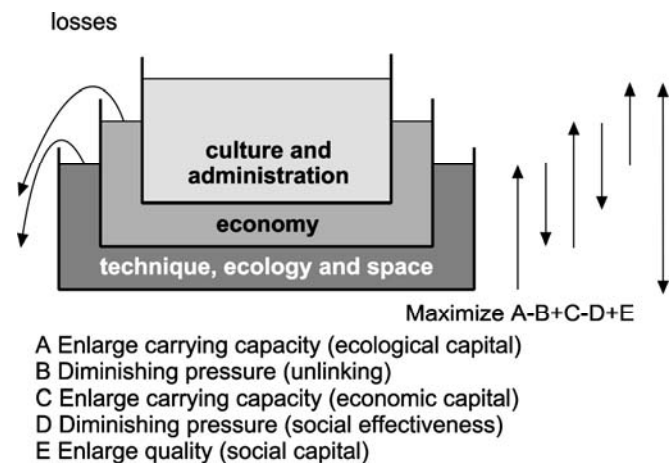 losses
culture and
administration
economy
technique, ecology and space
Maximize A-B+C-D+E
A Enlarge carrying capacity (ecological capital)
B Diminishing pressure (unlinking)
C Enlarge carrying capacity (economic capital)
D Diminishing pressure (social effectiveness)
E Enlarge quality (social capital)